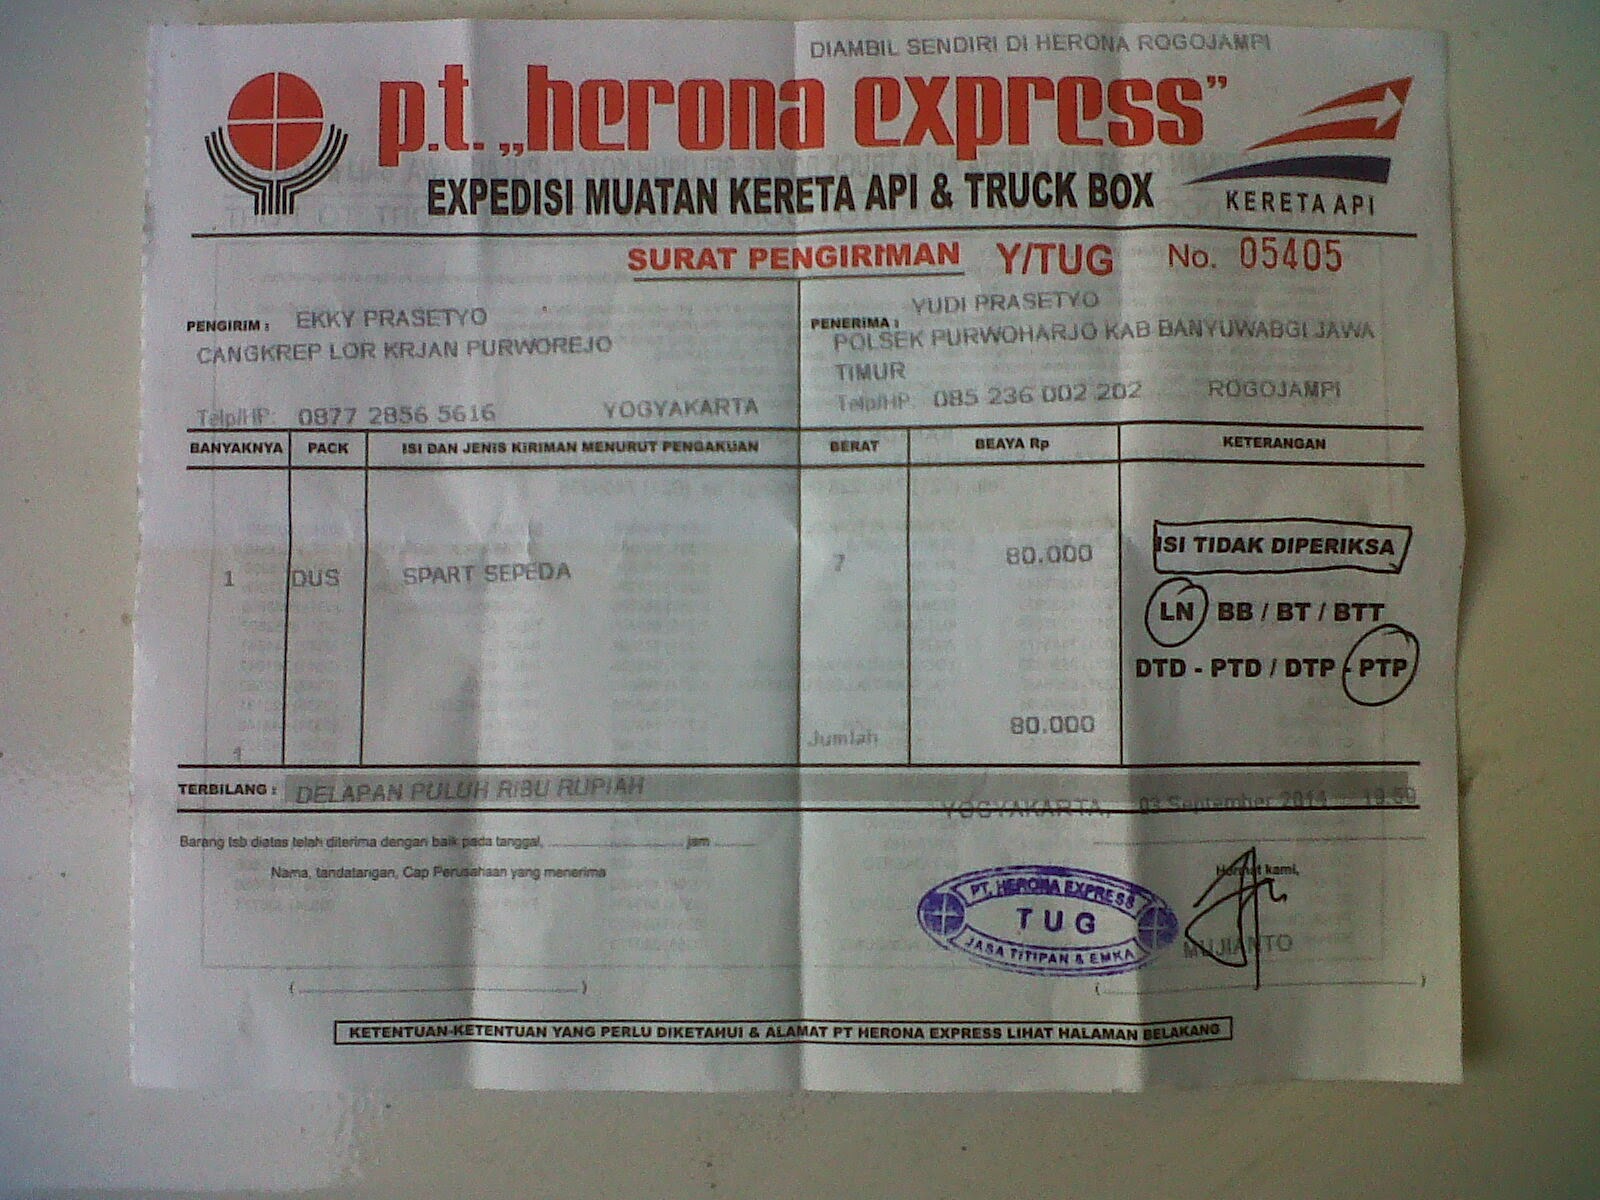 DIAMBIL SENDIRI DI HERONA ROGOJAMPI
p.t. „herona express”
EXPEDISI MUATAN KERETA API & TRUCK BOX
KERETA API
SURAT PENGIRIMAN Y/TUG No. 05405
PENGIRIM : EKKY PRASETYO
CANGKREP LOR KRJAN PURWOREJO
Telp/HP: 0877 2856 5616 YOGYAKARTA
YUDI PRASETYO
PENERIMA :
POLSEK PURWOHARJO KAB BANYUWABGI JAWA
TIMUR
Telp/HP: 085 236 002 202 ROGOJAMPI
BANYAKNYA PACK ISI DAN JENIS KIRIMAN MENURUT PENGAKUAN BERAT BEAYA Rp KETERANGAN
1 DUS SPART SEPEDA 7 80.000
ISI TIDAK DIPERIKSA
LN BB / BT / BTT
DTD - PTD / DTP - PTP
1 Jumlah 80.000
TERBILANG : DELAPAN PULUH RIBU RUPIAH
YOGYAKARTA, 03 September
Barang tsb diatas telah diterima dengan baik pada tanggal, .................... jam ..........
Nama, tandatangan, Cap Perusahaan yang menerima
Hormat kami,
PT. HERONA EXPRESS
TUG
JASA TITIPAN & EMKA
MUJIANTO
KETENTUAN-KETENTUAN YANG PERLU DIKETAHUI & ALAMAT PT HERONA EXPRESS LIHAT HALAMAN BELAKANG